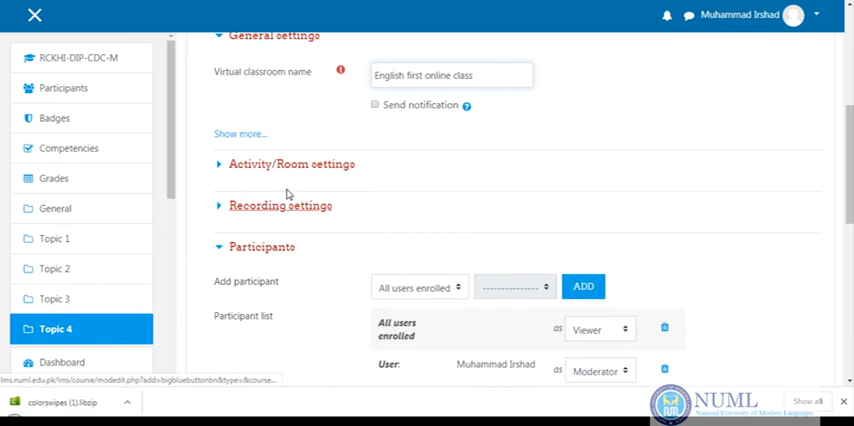 Muhammad Irshad
General settings
RCKHI-DIP-CDC-M
Virtual classroom name
English first online class
Participants
Send notification
Badges
Show more...
Competencies
Activity/Room settings
Grades
Recording settings
General
Topic 1
Participants
Topic 2
Add participant
All users enrolled
---------------
ADD
Topic 3
Participant list
All users
enrolled
as
Viewer
Topic 4
Dashboard
User:
Muhammad Irshad
as
Moderator
lms.numl.edu.pk/lms/course/modedit.php?add=bigbluebuttonbn&type=&course...
colorswipes (1).libzip
NUML
National University of Modern Languages
Show all